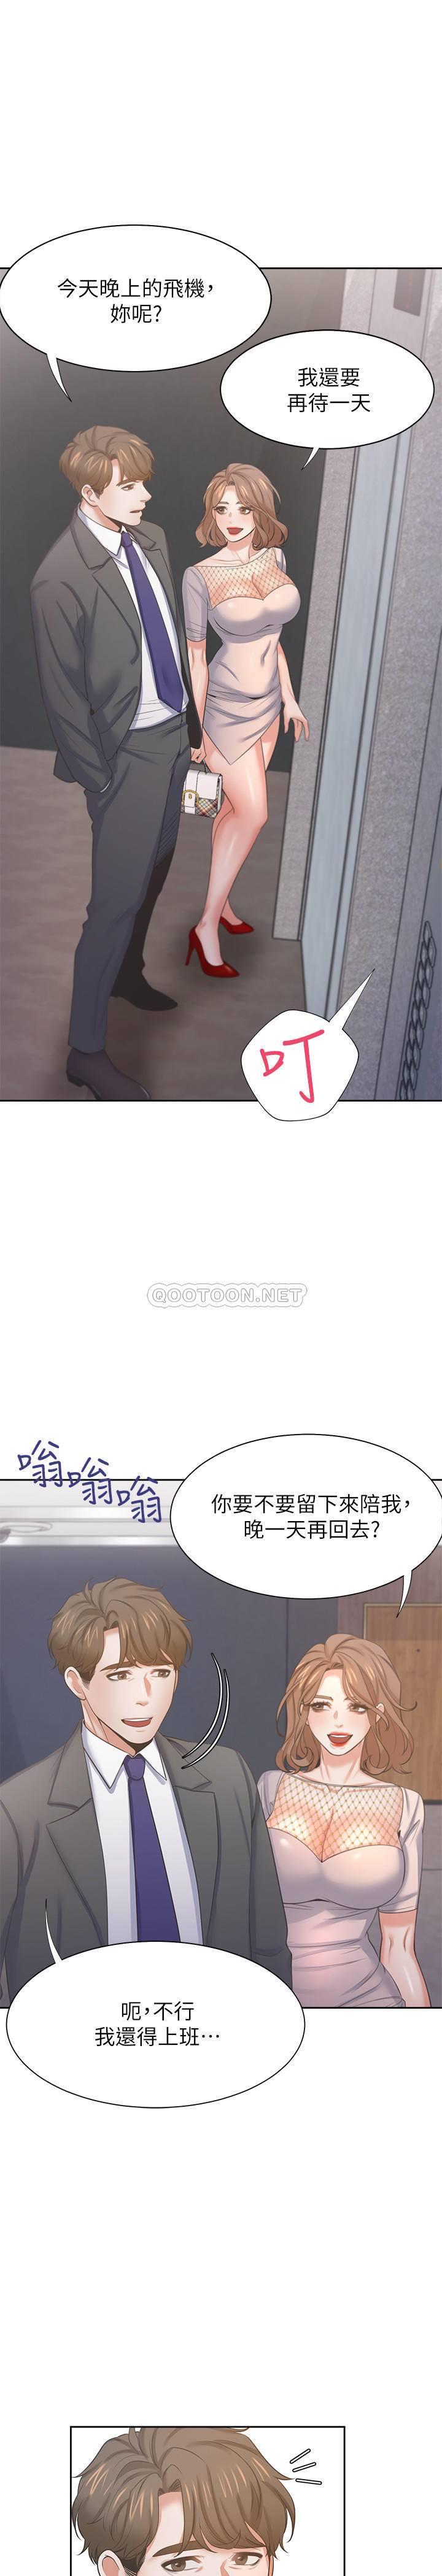 今天晚上的飛機，
妳呢？
我還要
再待一天
叮
QOOTOON.NET
嗡嗡嗡
你要不要留下來陪我，
晚一天再回去？
呃，不行
我還得上班…